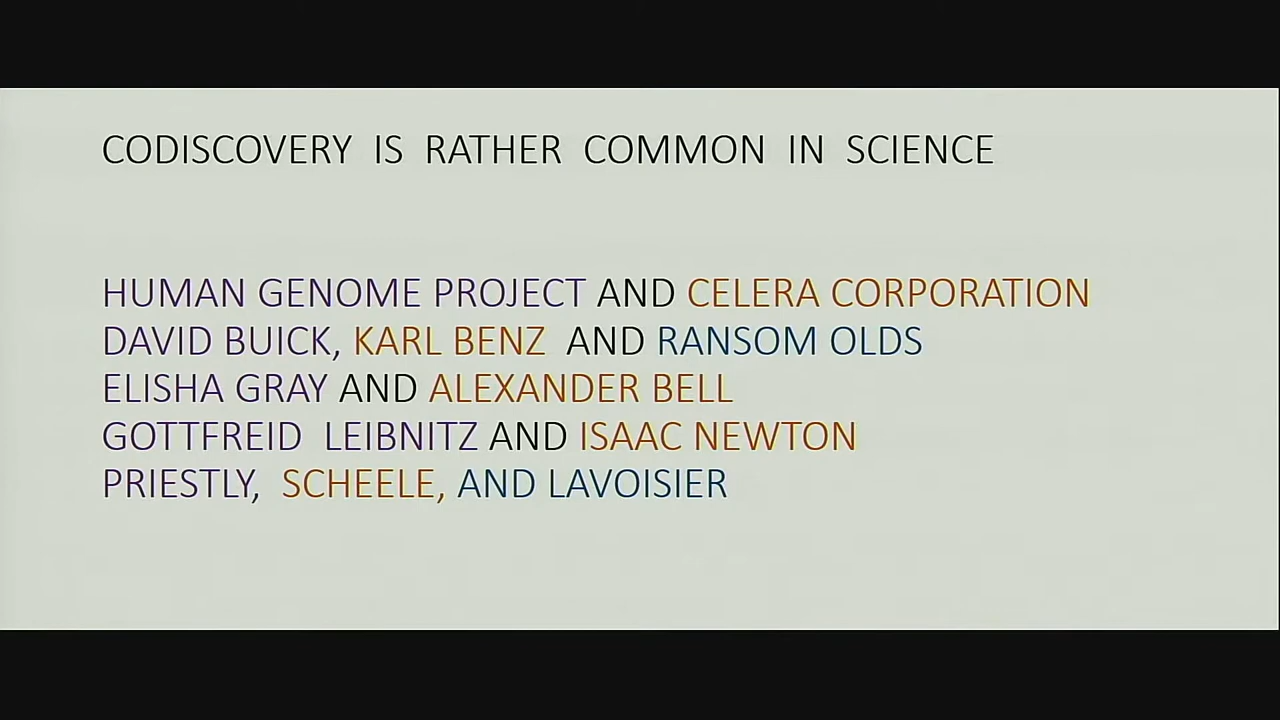 CODISCOVERY IS RATHER COMMON IN SCIENCE
HUMAN GENOME PROJECT AND CELERA CORPORATION
DAVID BUICK, KARL BENZ AND RANSOM OLDS
ELISHA GRAY AND ALEXANDER BELL
GOTTFREID LEIBNITZ AND ISAAC NEWTON
PRIESTLY, SCHEELE, AND LAVOISIER